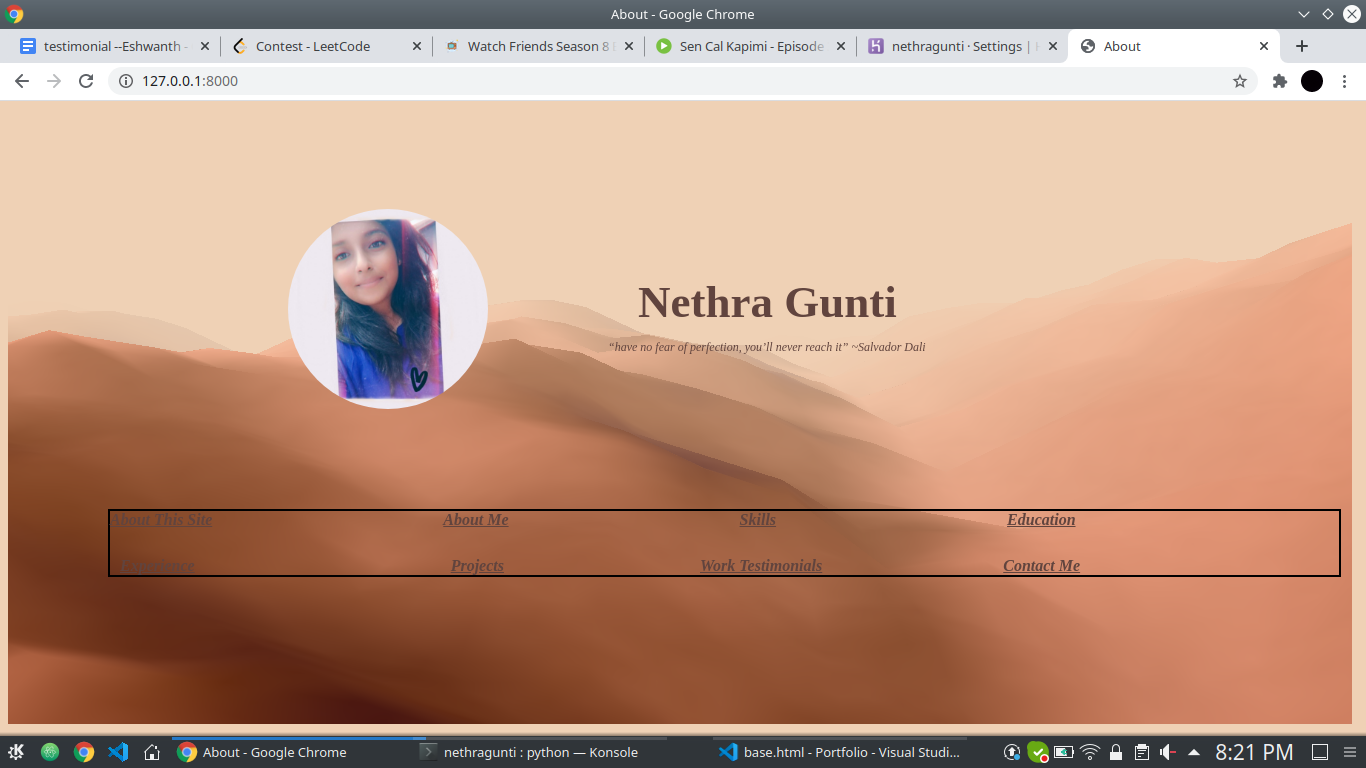 About - Google Chrome
testimonial --Eshwanth -
Contest - LeetCode
Watch Friends Season 8
Sen Cal Kapimi - Episode
nethragunti · Settings |
About
127.0.0.1:8000
Nethra Gunti
“have no fear of perfection, you’ll never reach it” ~Salvador Dali
About This Site About Me Skills Education
Experience Projects Work Testimonials Contact Me
About - Google Chrome
nethragunti : python — Konsole
base.html - Portfolio - Visual Studi...
8:21 PM